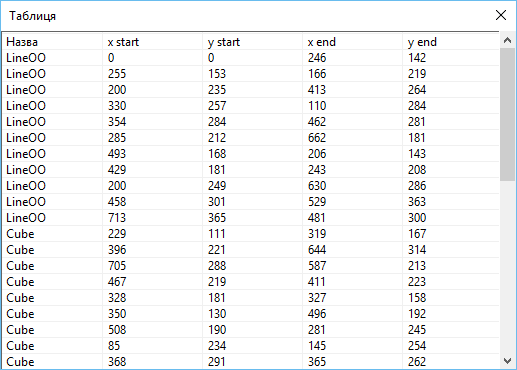 Таблиця
Назва x start y start x end y end
LineOO 0 0 246 142
LineOO 255 153 166 219
LineOO 200 235 413 264
LineOO 330 257 110 284
LineOO 354 284 462 281
LineOO 285 212 662 181
LineOO 493 168 206 143
LineOO 429 181 243 208
LineOO 200 249 630 286
LineOO 458 301 529 363
LineOO 713 365 481 300
Cube 229 111 319 167
Cube 396 221 644 314
Cube 705 288 587 213
Cube 467 219 411 223
Cube 328 181 327 158
Cube 350 130 496 192
Cube 508 190 281 245
Cube 85 234 145 254
Cube 368 291 365 262